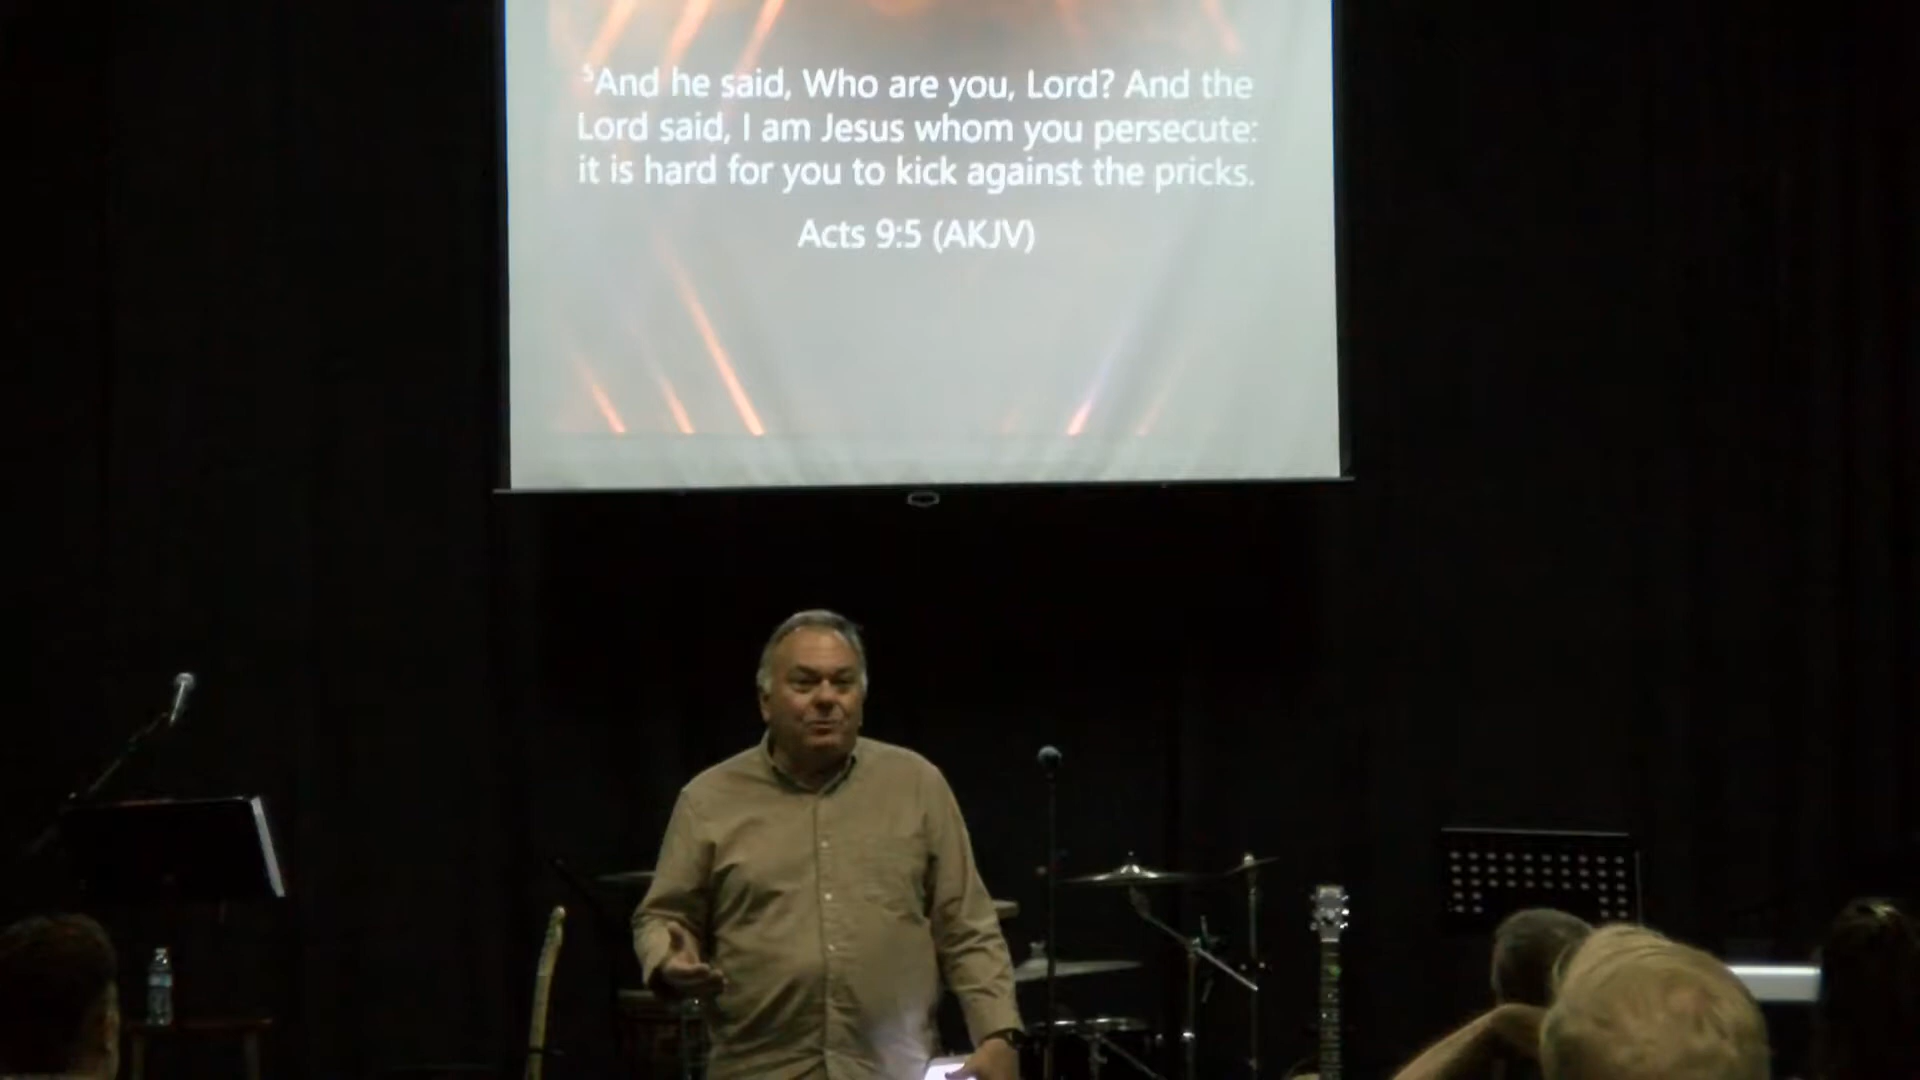 ⁵And he said, Who are you, Lord? And the
Lord said, I am Jesus whom you persecute:
it is hard for you to kick against the pricks.
Acts 9:5 (AKJV)